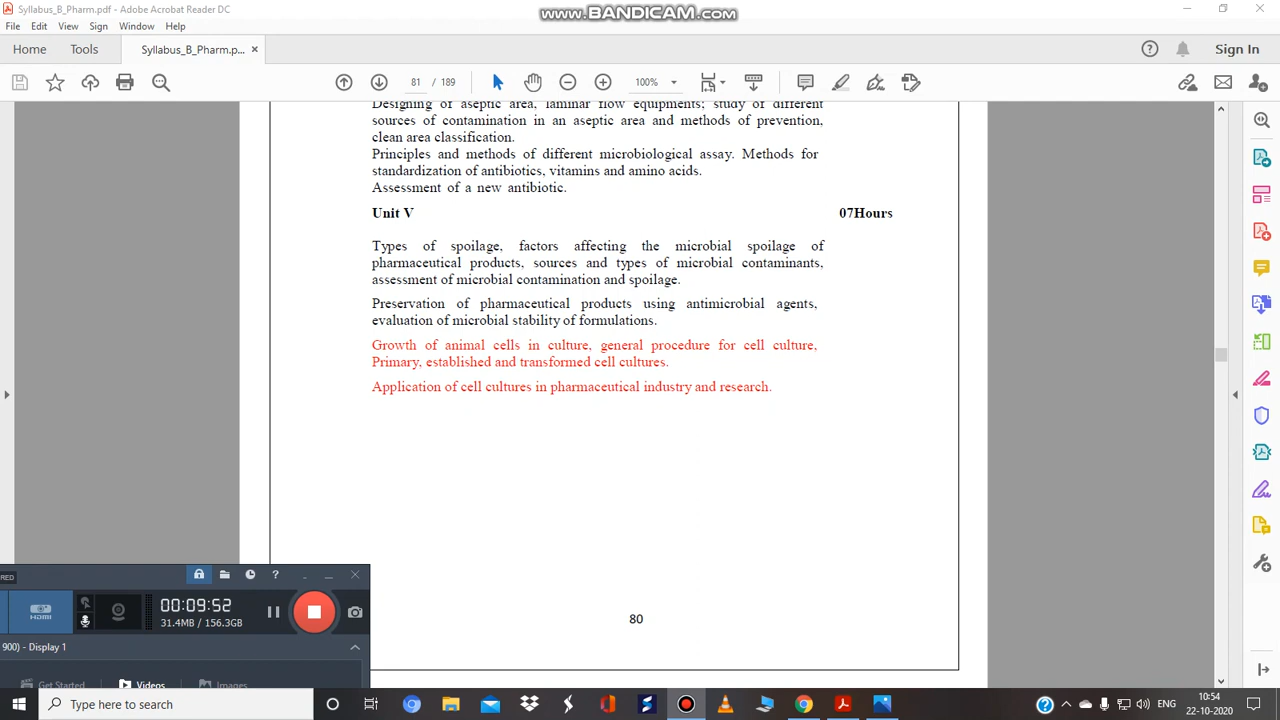 Syllabus_B_Pharm.pdf - Adobe Acrobat Reader DC
www.BANDICAM.com
File Edit View Sign Window Help
Home Tools Syllabus_B_Pharm.p... × Sign In
81 / 189 100%
Designing of aseptic area, laminar flow equipments; study of different
sources of contamination in an aseptic area and methods of prevention,
clean area classification.
Principles and methods of different microbiological assay. Methods for
standardization of antibiotics, vitamins and amino acids.
Assessment of a new antibiotic.
Unit V 07Hours
Types of spoilage, factors affecting the microbial spoilage of
pharmaceutical products, sources and types of microbial contaminants,
assessment of microbial contamination and spoilage.
Preservation of pharmaceutical products using antimicrobial agents,
evaluation of microbial stability of formulations.
Growth of animal cells in culture, general procedure for cell culture,
Primary, established and transformed cell cultures.
Application of cell cultures in pharmaceutical industry and research.
80
RED)
HDMI
00:09:52
31.4MB / 156.3GB
900) - Display 1
Get Started Videos Images
Type here to search
ENG
10:54
22-10-2020